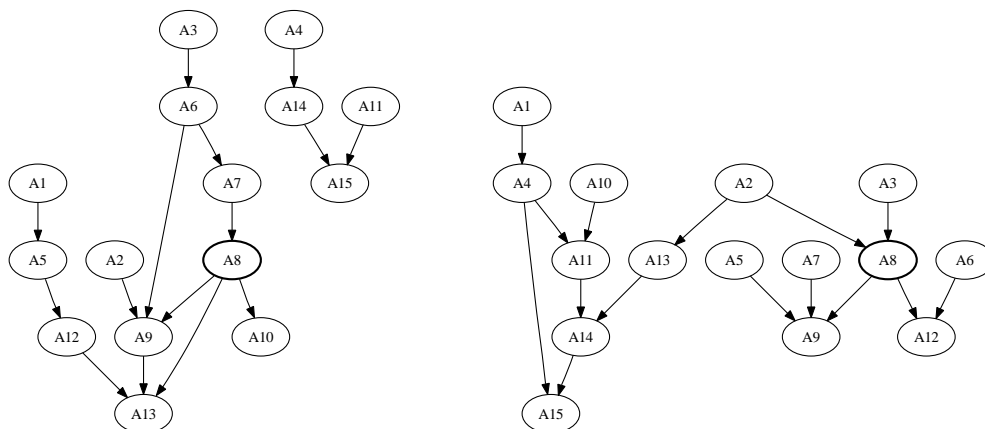 A3 A4
A6 A14 A11 A1
A1 A7 A15 A4 A10 A2 A3
A5 A2 A8 A11 A13 A5 A7 A8 A6
A12 A9 A10 A14 A9 A12
A13 A15